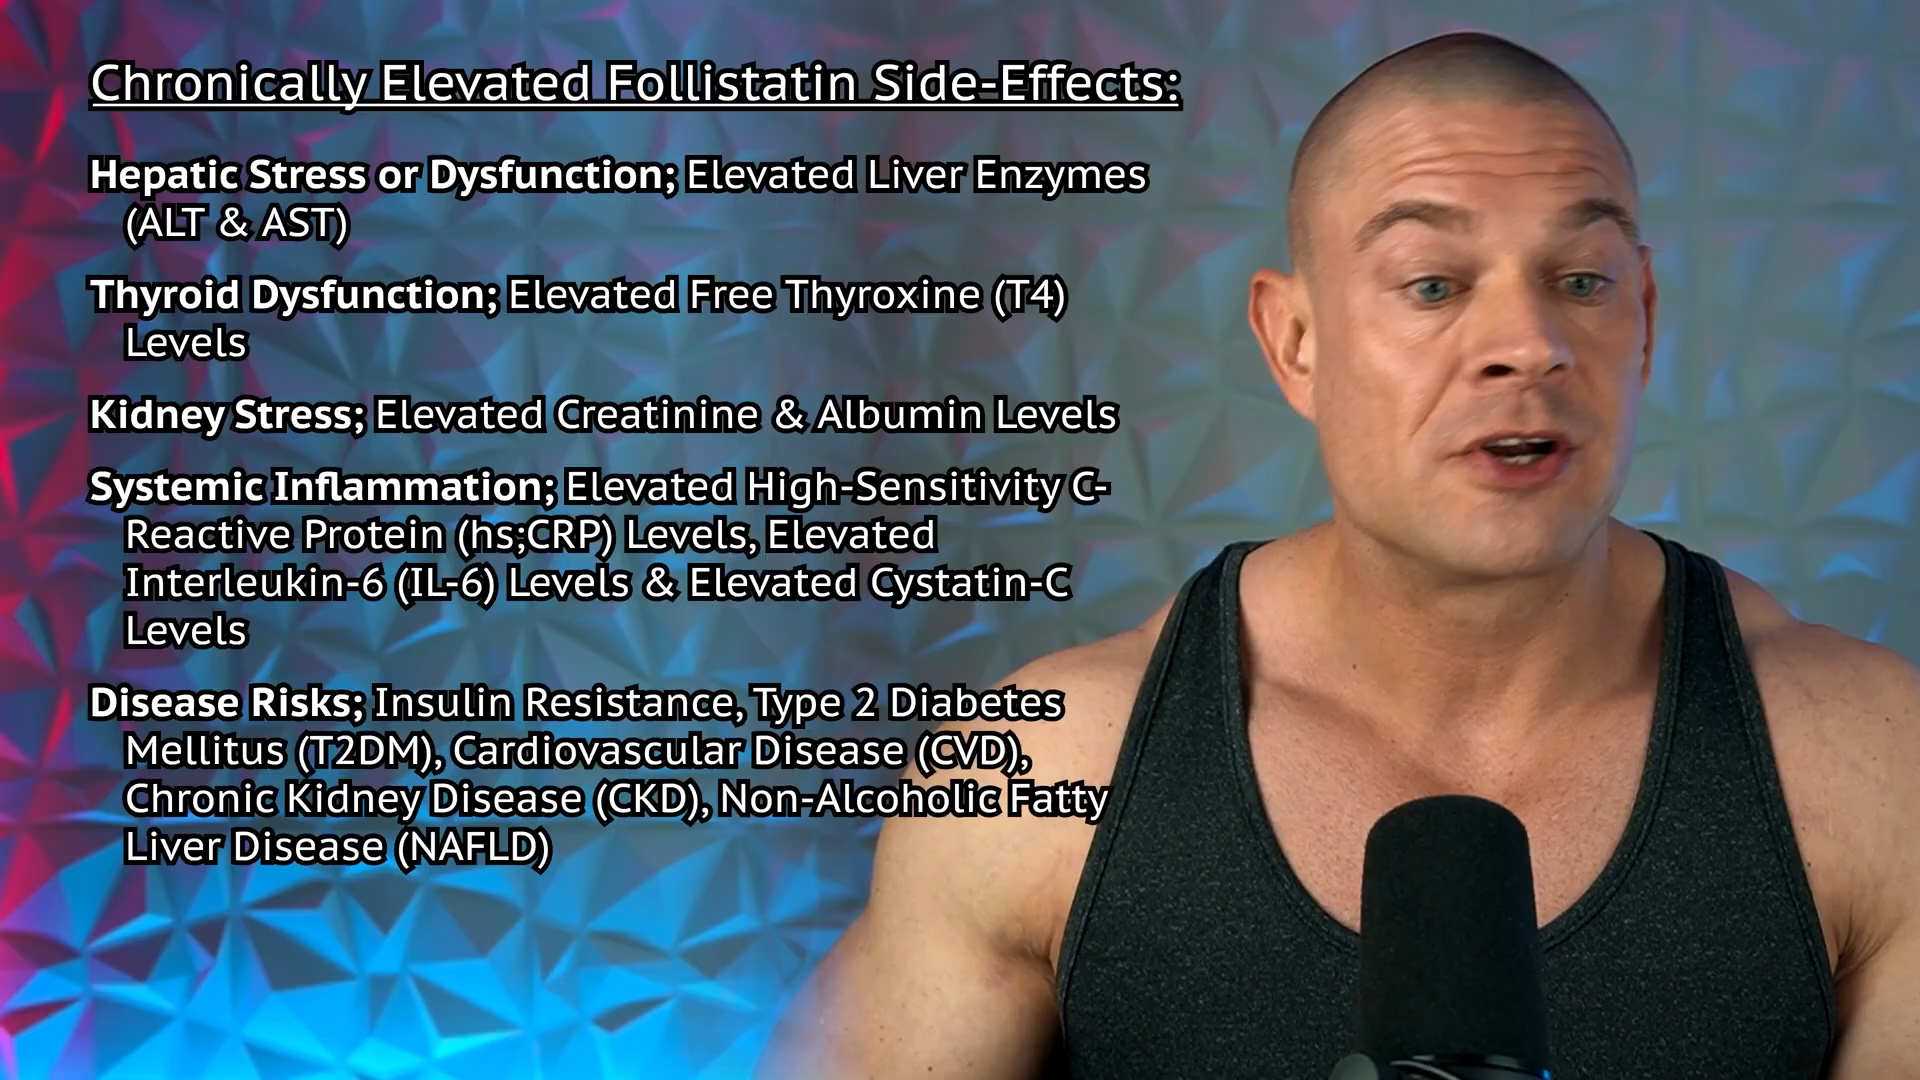 Chronically Elevated Follistatin Side-Effects:
Hepatic Stress or Dysfunction; Elevated Liver Enzymes
(ALT & AST)
Thyroid Dysfunction; Elevated Free Thyroxine (T4)
Levels
Kidney Stress; Elevated Creatinine & Albumin Levels
Systemic Inflammation; Elevated High-Sensitivity C-
Reactive Protein (hs;CRP) Levels, Elevated
Interleukin-6 (IL-6) Levels & Elevated Cystatin-C
Levels
Disease Risks; Insulin Resistance, Type 2 Diabetes
Mellitus (T2DM), Cardiovascular Disease (CVD),
Chronic Kidney Disease (CKD), Non-Alcoholic Fatty
Liver Disease (NAFLD)